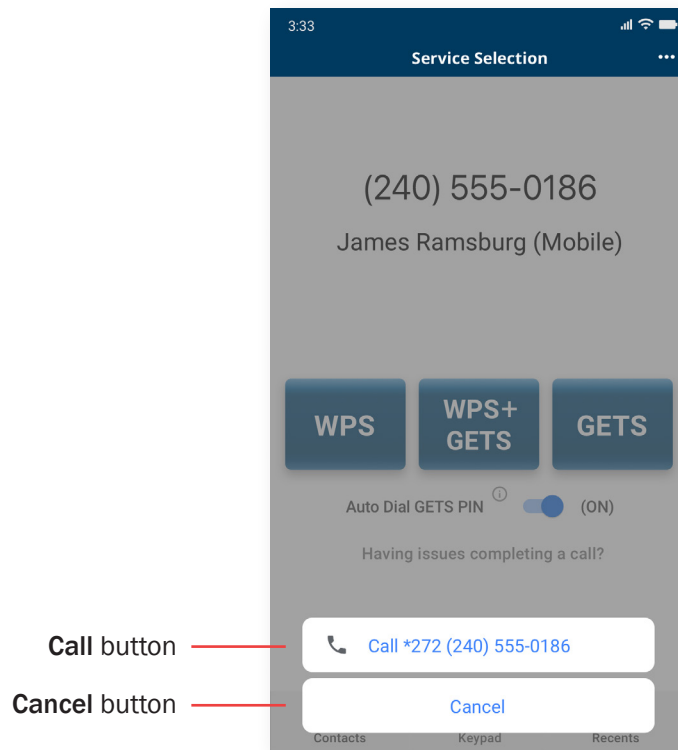 3:33
Service Selection
(240) 555-0186
James Ramsburg (Mobile)
WPS
WPS+
GETS
GETS
Auto Dial GETS PIN (ON)
Having issues completing a call?
Call button
Call *272 (240) 555-0186
Cancel button
Cancel
Contacts Keypad Recents